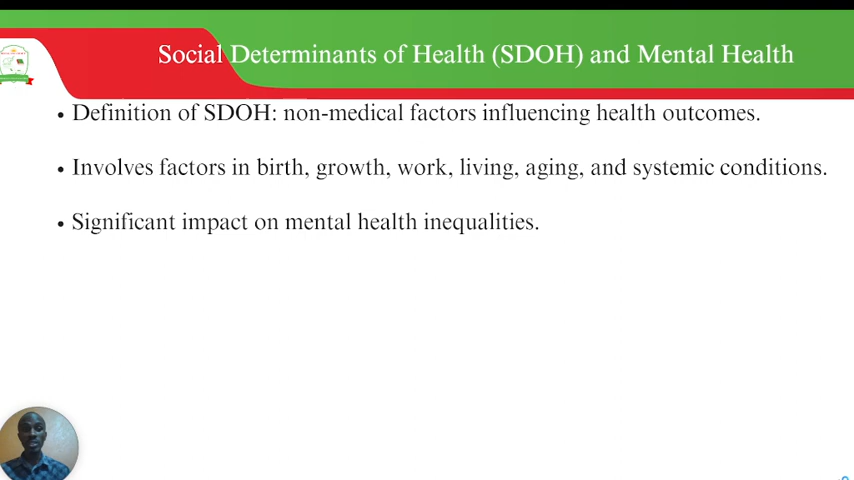 Social Determinants of Health (SDOH) and Mental Health
• Definition of SDOH: non-medical factors influencing health outcomes.
• Involves factors in birth, growth, work, living, aging, and systemic conditions.
• Significant impact on mental health inequalities.